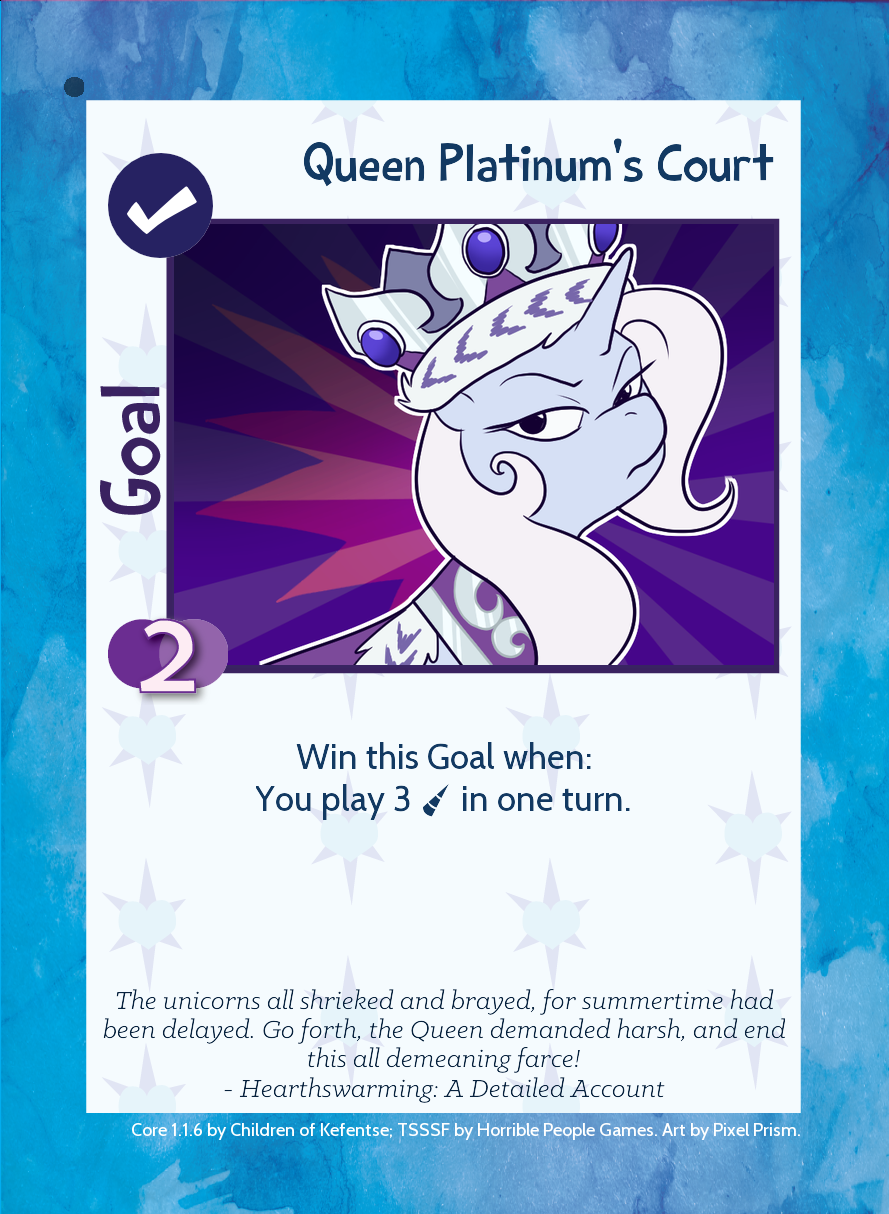 Queen Platinum's Court
Goal
2
Win this Goal when:
You play 3 in one turn.
The unicorns all shrieked and brayed, for summertime had
been delayed. Go forth, the Queen demanded harsh, and end
this all demeaning farce!
- Hearthswarming: A Detailed Account
Core 1.1.6 by Children of Kefentse; TSSSF by Horrible People Games. Art by Pixel Prism.